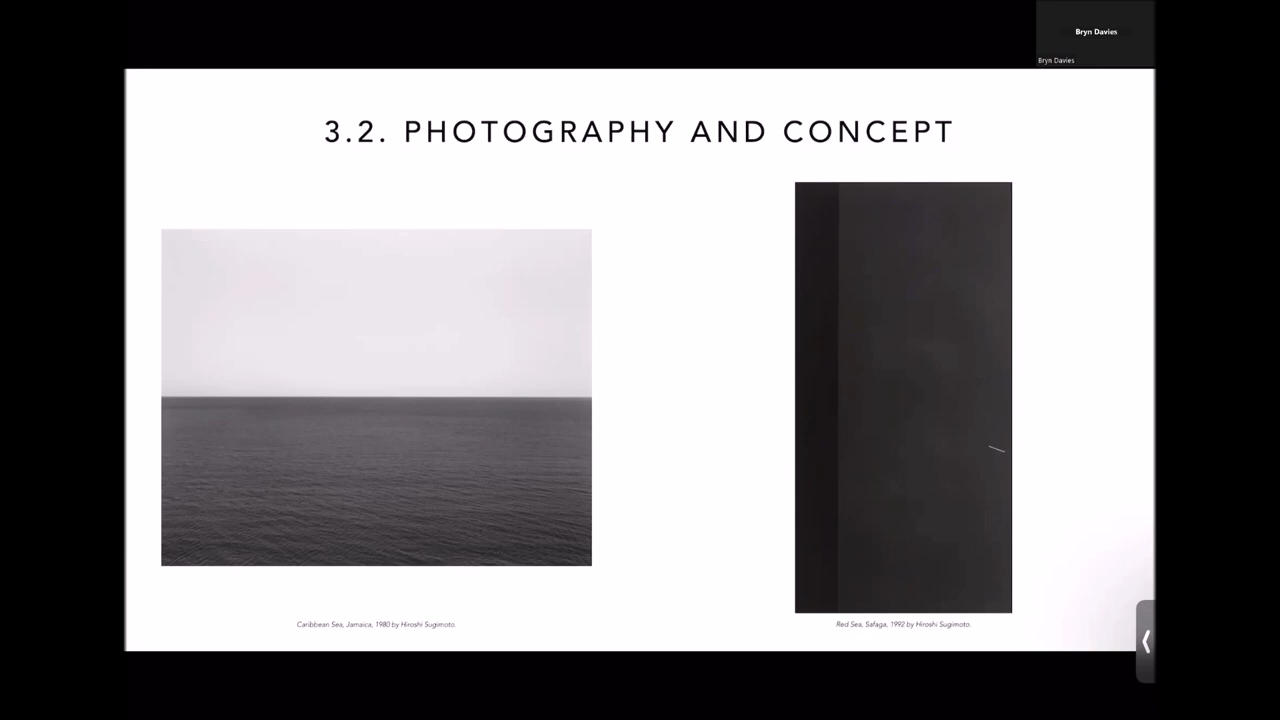 Bryn Davies
Bryn Davies
3.2. PHOTOGRAPHY AND CONCEPT
Caribbean Sea, Jamaica, 1980 by Hiroshi Sugimoto.
Red Sea, Safaga, 1992 by Hiroshi Sugimoto.